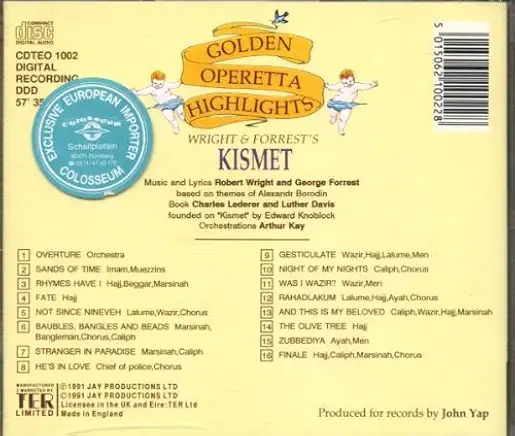 COMPACT
disc
DIGITAL AUDIO
CDTEO 1002
DIGITAL
RECORDING
DDD
57' 35
EXCLUSIVE EUROPEAN IMPORTER
Colosseum
Schallplatten
COLOSSEUM
GOLDEN
OPERETTA
HIGHLIGHTS
WRIGHT & FORREST'S
KISMET
Music and Lyrics Robert Wright and George Forrest
based on themes of Alexandr Borodin
Book Charles Lederer and Luther Davis
founded on "Kismet" by Edward Knoblock
Orchestrations Arthur Kay
5 015062 100228
1 OVERTURE Orchestra
2 SANDS OF TIME Imam,Muezzins
3 RHYMES HAVE I Hajj,Beggar,Marsinah
4 FATE Hajj
5 NOT SINCE NINEVEH Lalume,Wazir,Chorus
6 BAUBLES, BANGLES AND BEADS Marsinah,
Bangleman,Chorus,Caliph
7 STRANGER IN PARADISE Marsinah,Caliph
8 HE'S IN LOVE Chief of police,Chorus
9 GESTICULATE Wazir,Hajj,Lalume,Men
10 NIGHT OF MY NIGHTS Caliph,Chorus
11 WAS I WAZIR? Wazir,Men
12 RAHADLAKUM Lalume,Hajj,Ayah,Chorus
13 AND THIS IS MY BELOVED Caliph,Wazir,Hajj,Marsinah
14 THE OLIVE TREE Hajj
15 ZUBBEDIYA Ayah,Men
16 FINALE Hajj,Caliph,Marsinah,Chorus
MANUFACTURED
& MARKETED BY
TER
LIMITED
℗1991 JAY PRODUCTIONS LTD
©1991 JAY PRODUCTIONS LTD
Licensee in the UK and Eire:TER Ltd
Made in England
Produced for records by John Yap